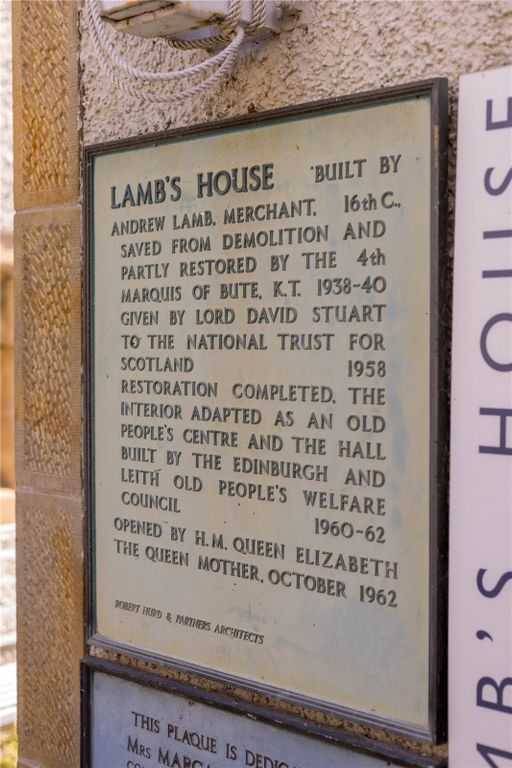 LAMB'S HOUSE BUILT BY
ANDREW LAMB, MERCHANT, 16th C.,
SAVED FROM DEMOLITION AND
PARTLY RESTORED BY THE 4th
MARQUIS OF BUTE, K.T. 1938-40
GIVEN BY LORD DAVID STUART
TO THE NATIONAL TRUST FOR
SCOTLAND 1958
RESTORATION COMPLETED, THE
INTERIOR ADAPTED AS AN OLD
PEOPLE'S CENTRE AND THE HALL
BUILT BY THE EDINBURGH AND
LEITH OLD PEOPLE'S WELFARE
COUNCIL 1960-62
OPENED BY H.M. QUEEN ELIZABETH
THE QUEEN MOTHER, OCTOBER 1962
ROBERT HURD & PARTNERS ARCHITECTS
THIS PLAQUE IS DEDIC
MRS MARGA
MB'S HOUSE